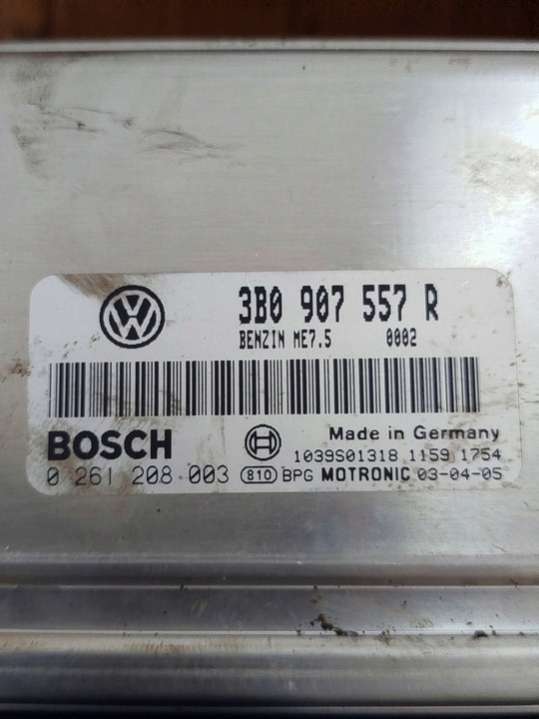 3B0 907 557 R
BENZIN ME7.5 0002
BOSCH
Made in Germany
1039S01318 1159 1754
0 261 208 003 810 BPG MOTRONIC 03-04-05